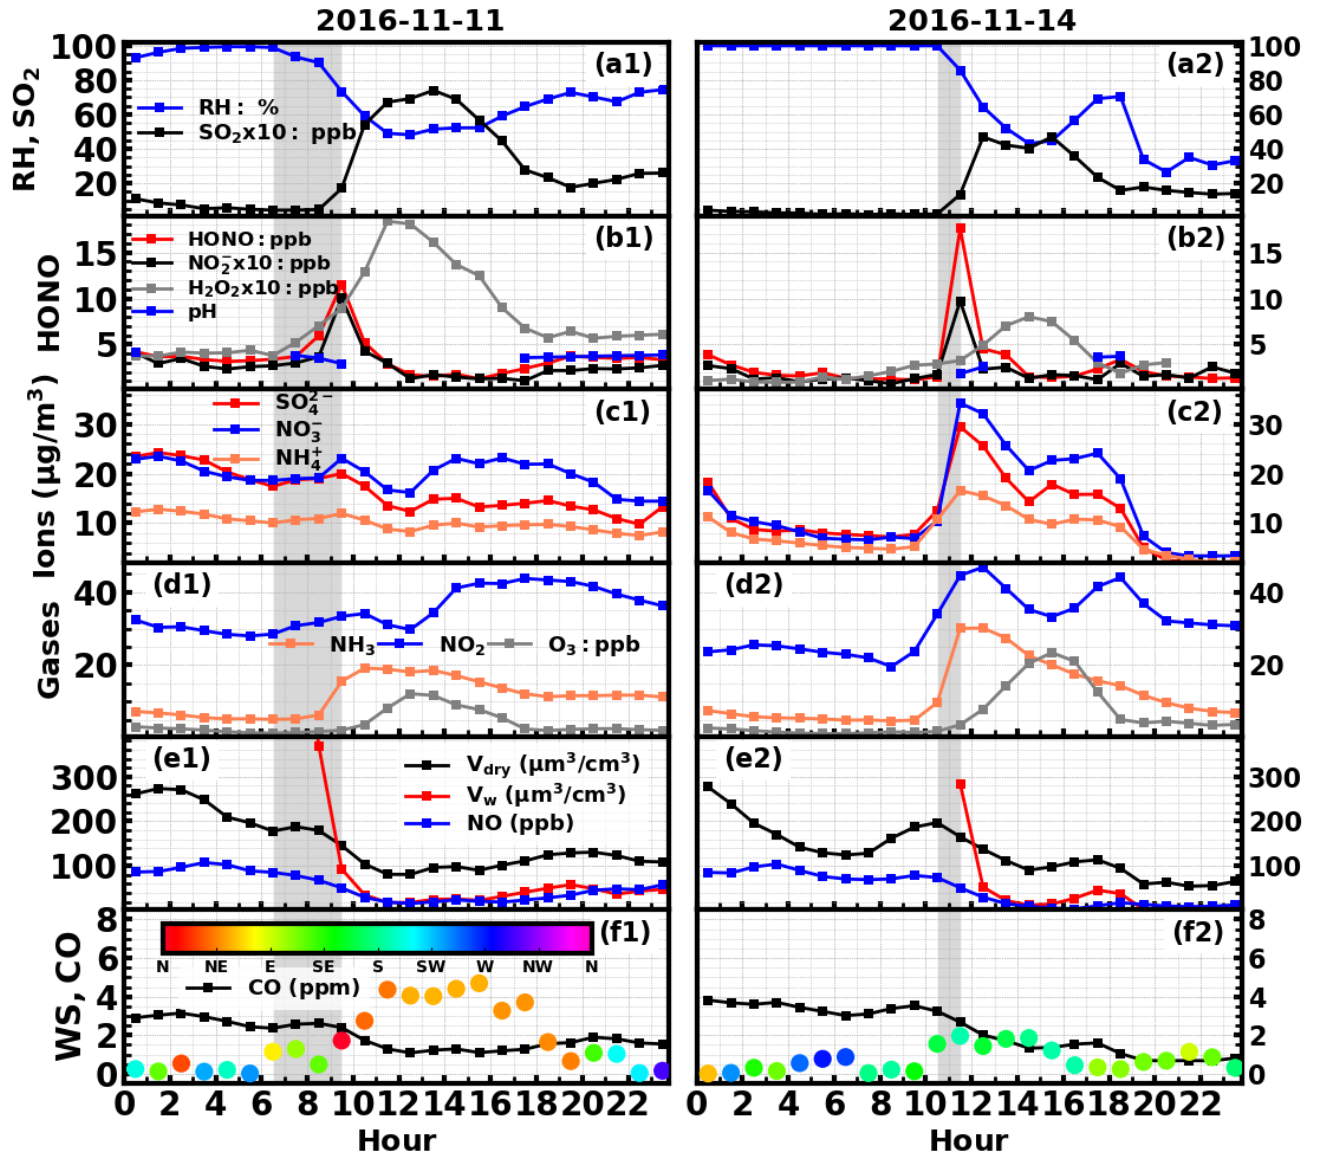 2016-11-11 2016-11-14
RH, SO₂
100 80 60 40 20
(a1)
RH: %
SO₂x10: ppb
(a2)
100 80 60 40 20
HONO
15 10 5
(b1)
HONO: ppb
NO₂⁻x10: ppb
H₂O₂x10: ppb
pH
(b2)
15 10 5
Ions (μg/m³)
30 20 10
(c1)
SO₄²⁻
NO₃⁻
NH₄⁺
(c2)
30 20 10
Gases
40 20
(d1)
NH₃ NO₂ O₃: ppb
(d2)
40 20
300 200 100
(e1)
V_dry (μm³/cm³)
V_w (μm³/cm³)
NO (ppb)
(e2)
300 200 100
WS, CO
8 6 4 2 0
(f1)
N NE E SE S SW W NW N
CO (ppm)
(f2)
8 6 4 2 0
0 2 4 6 8 10 12 14 16 18 20 22 0 2 4 6 8 10 12 14 16 18 20 22
Hour Hour